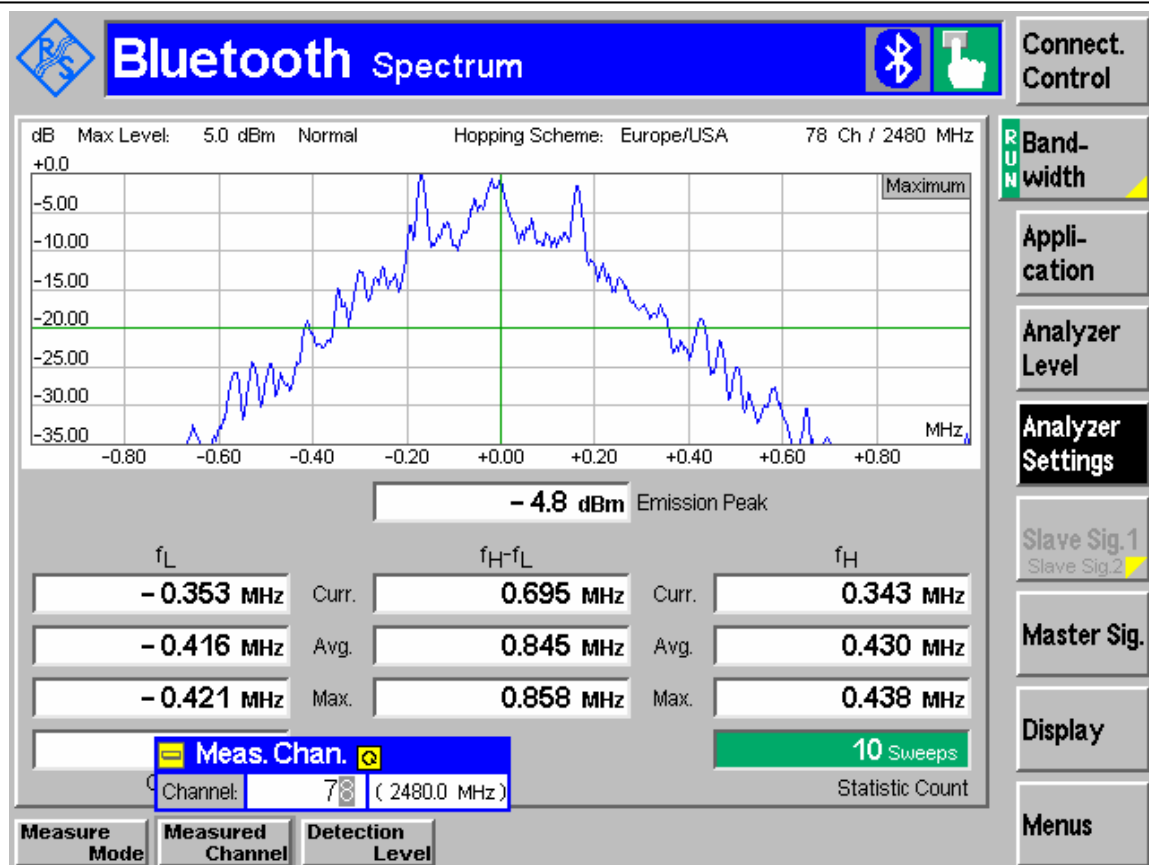 R&S
Bluetooth Spectrum
dB Max Level: 5.0 dBm Normal Hopping Scheme: Europe/USA 78 Ch / 2480 MHz
+0.0
Maximum
-5.00
-10.00
-15.00
-20.00
-25.00
-30.00
-35.00
MHz
-0.80 -0.60 -0.40 -0.20 +0.00 +0.20 +0.40 +0.60 +0.80
- 4.8 dBm Emission Peak
fL fH-fL fH
- 0.353 MHz Curr. 0.695 MHz Curr. 0.343 MHz
- 0.416 MHz Avg. 0.845 MHz Avg. 0.430 MHz
- 0.421 MHz Max. 0.858 MHz Max. 0.438 MHz
10 Sweeps
Statistic Count
Meas. Chan.
Channel: 78 ( 2480.0 MHz )
Measure Mode
Measured Channel
Detection Level
Connect. Control
RUN
Band-
width
Appli-
cation
Analyzer
Level
Analyzer
Settings
Slave Sig.1
Slave Sig.2
Master Sig.
Display
Menus